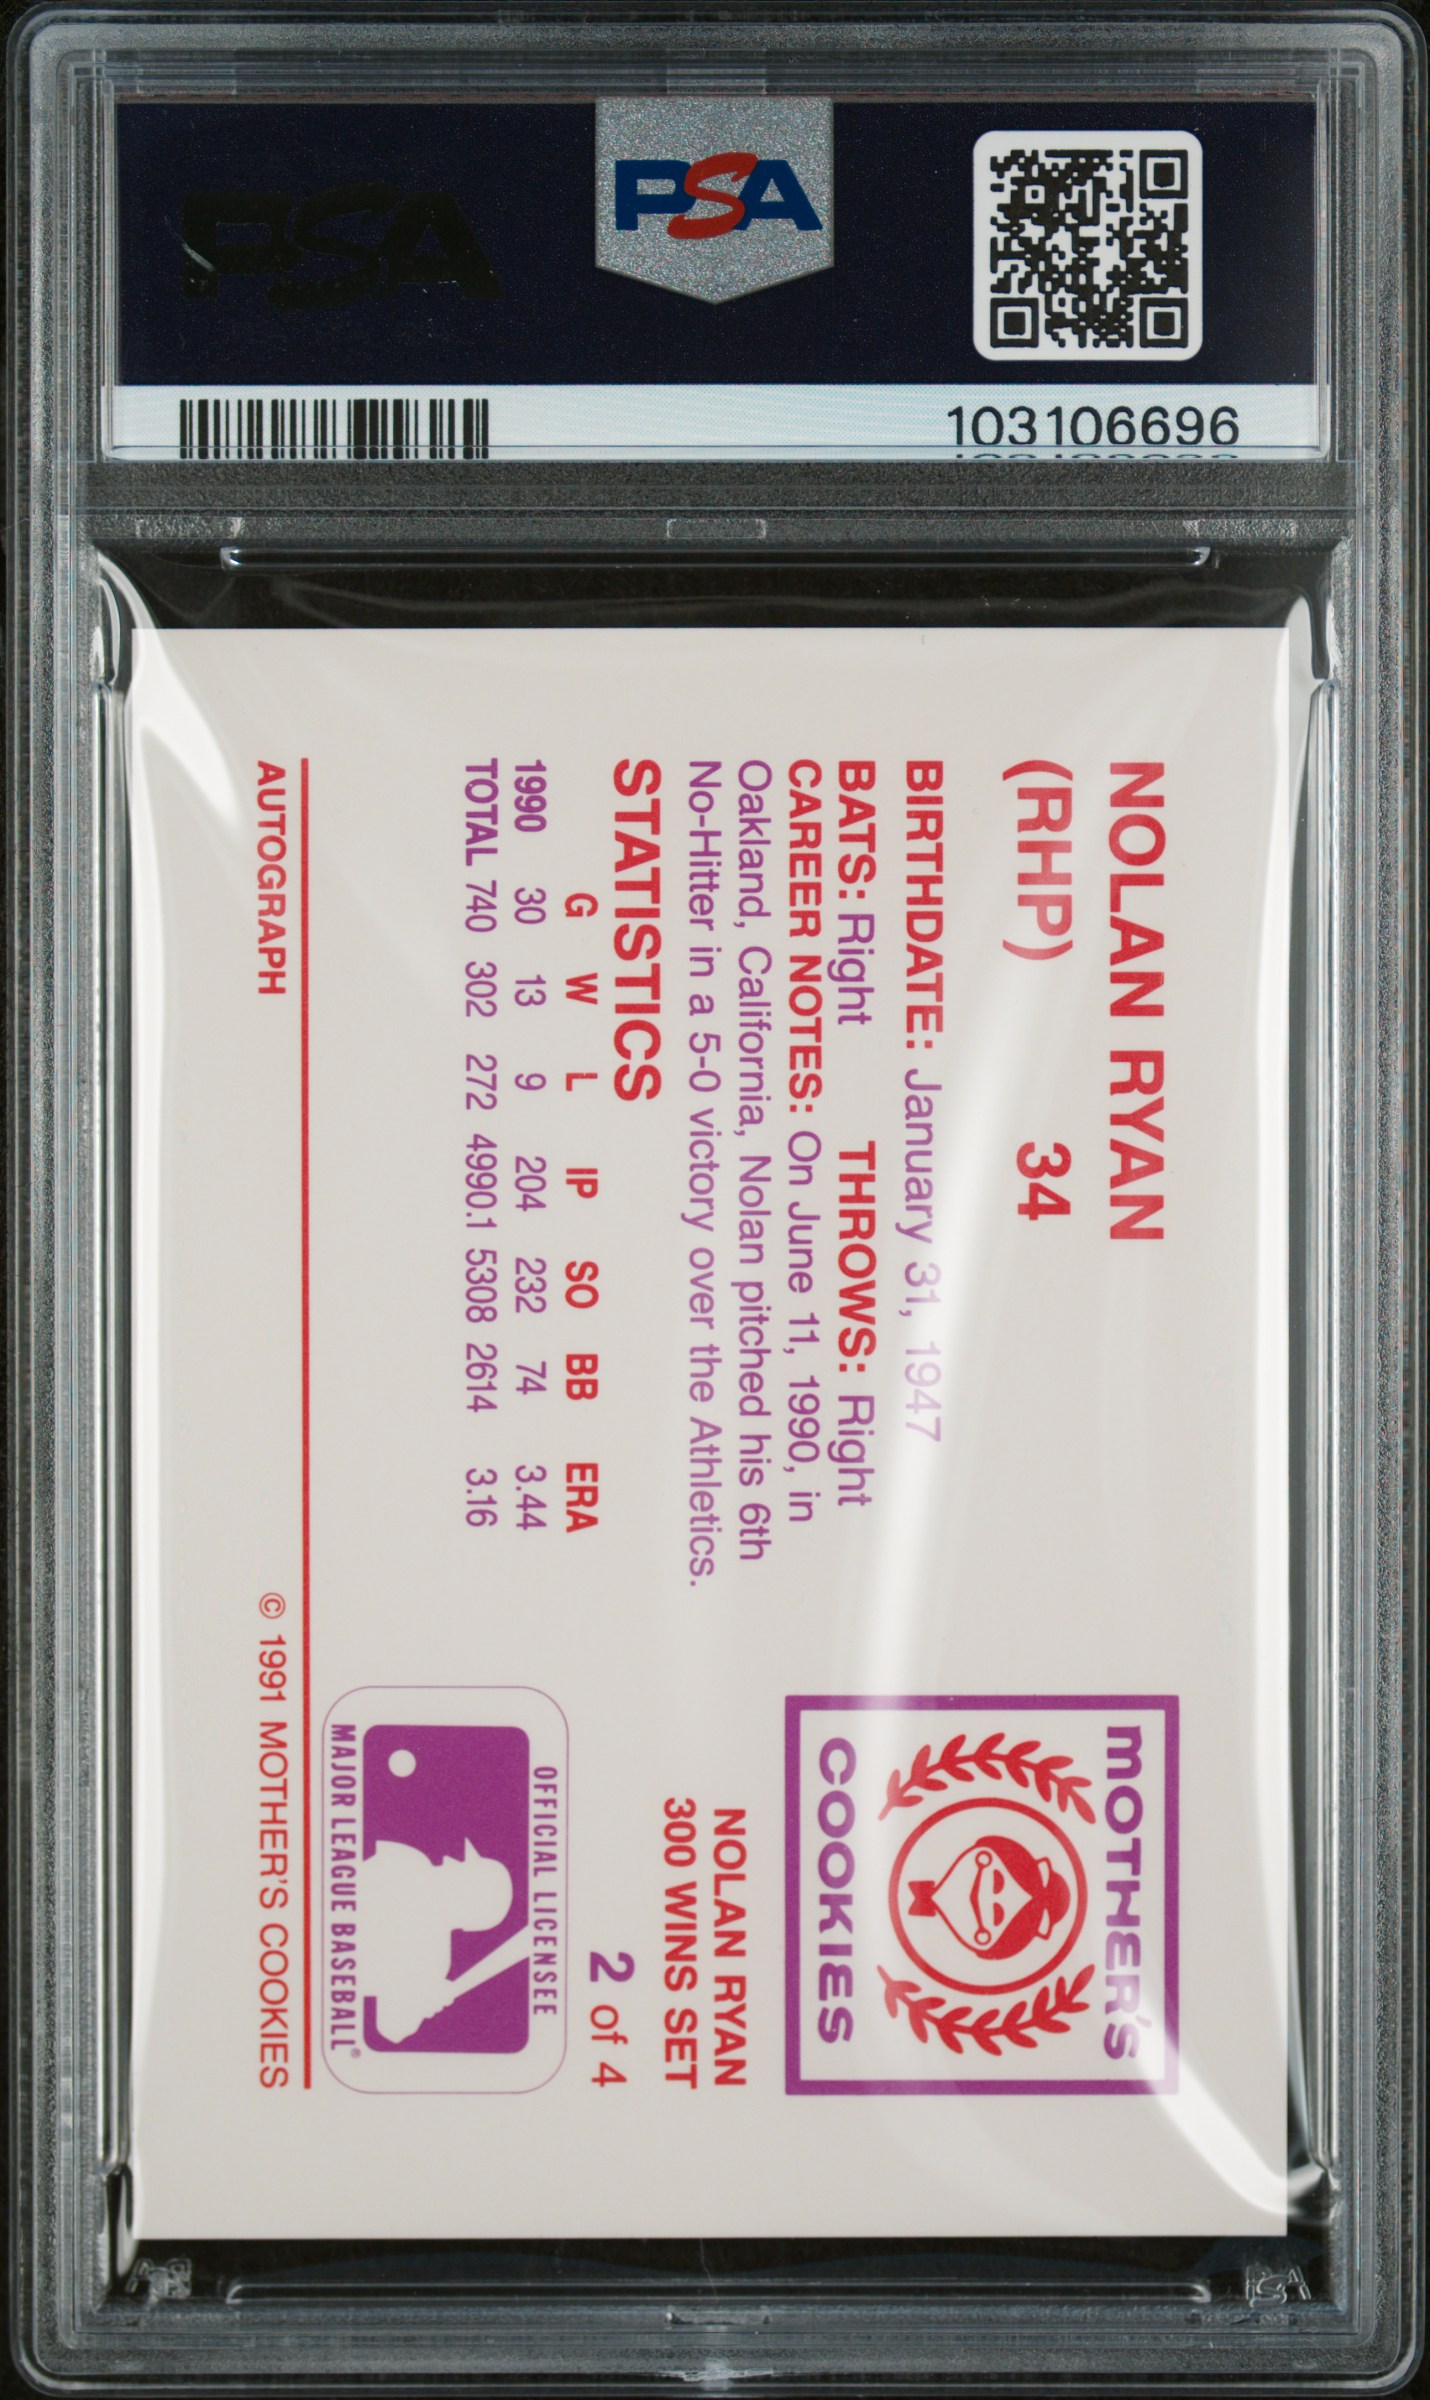 PSA
PSA
103106696
NOLAN RYAN
(RHP) 34
BIRTHDATE: January 31, 1947
BATS: Right THROWS: Right
CAREER NOTES: On June 11, 1990, in
Oakland, California, Nolan pitched his 6th
No-Hitter in a 5-0 victory over the Athletics.
STATISTICS
G W L IP SO BB ERA
1990 30 13 9 204 232 74 3.44
TOTAL 740 302 272 4990.1 5308 2614 3.16
AUTOGRAPH
MOTHER'S
COOKIES
NOLAN RYAN
300 WINS SET
2 of 4
OFFICIAL LICENSEE
MAJOR LEAGUE BASEBALL®
© 1991 MOTHER'S COOKIES
PSA
PSA